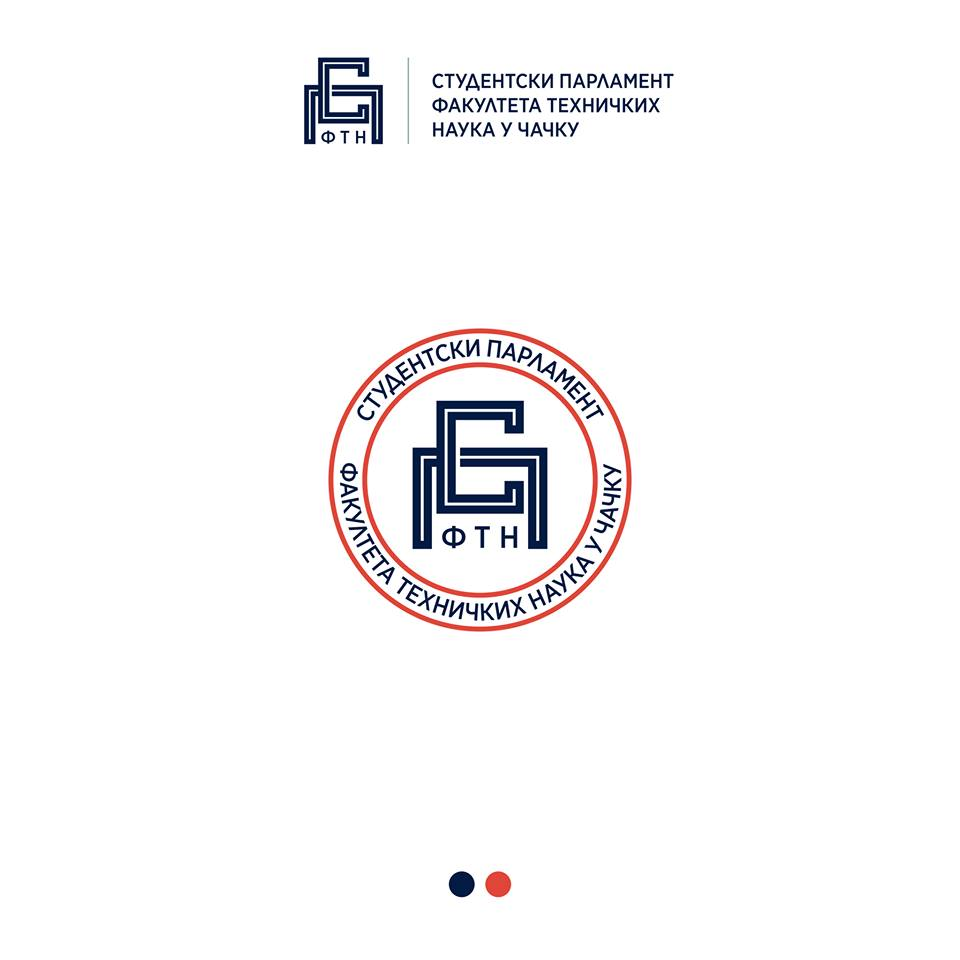 ФТН
СТУДЕНТСКИ ПАРЛАМЕНТ
ФАКУЛТЕТА ТЕХНИЧКИХ
НАУКА У ЧАЧКУ
СТУДЕНТСКИ ПАРЛАМЕНТ
ФТН
ФАКУЛТЕТА ТЕХНИЧКИХ НАУКА У ЧАЧКУ